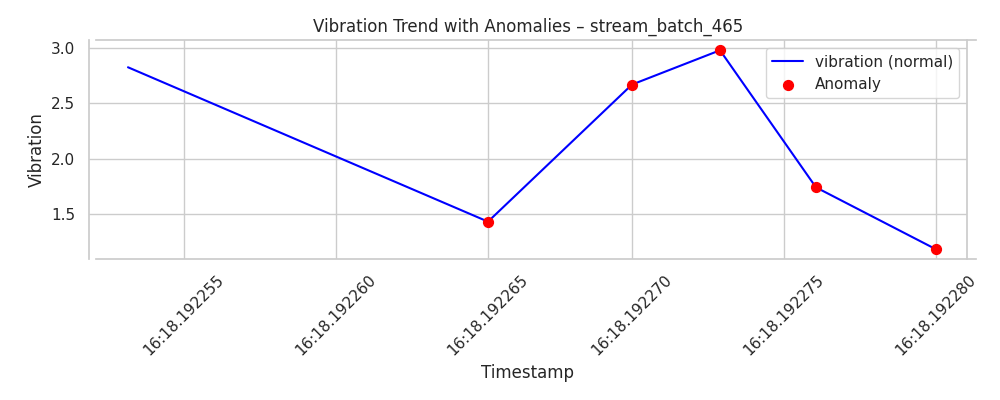 Vibration Trend with Anomalies – stream_batch_465
vibration (normal)
Anomaly
Vibration
3.0
2.5
2.0
1.5
16:18.192255
16:18.192260
16:18.192265
16:18.192270
16:18.192275
16:18.192280
Timestamp